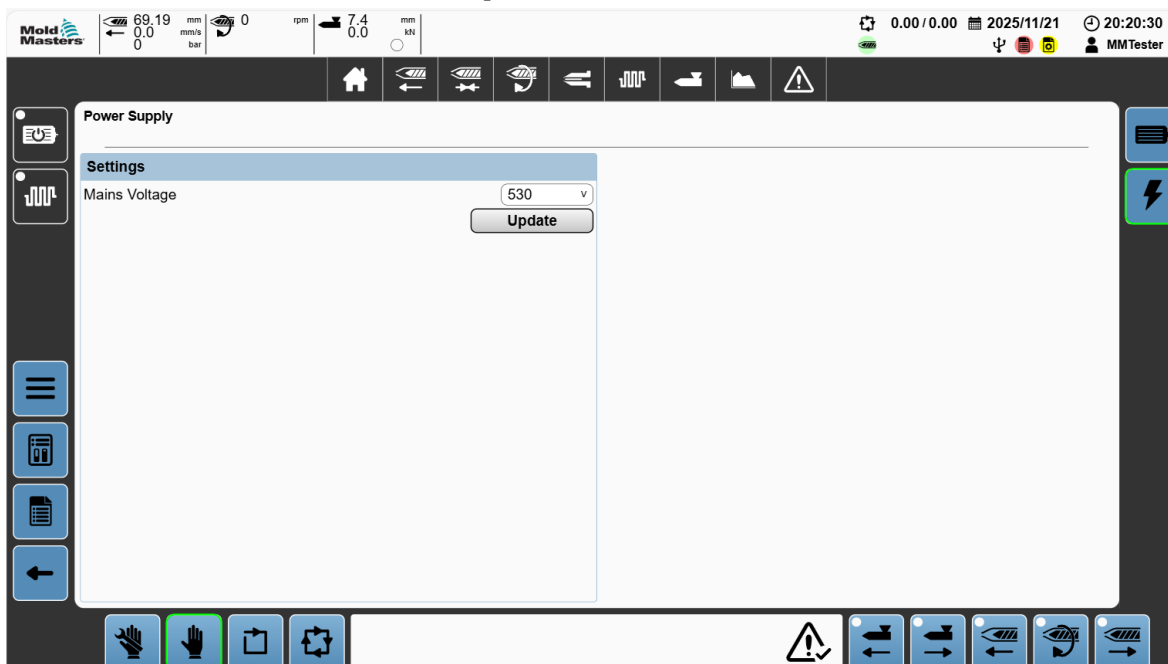 Mold
Masters
69.19 mm
0.0 mm/s
0 bar
0 rpm
7.4 mm
0.0 kN
0.00 / 0.00 2025/11/21 20:20:30
MMTester
Power Supply
Settings
Mains Voltage 530 v
Update